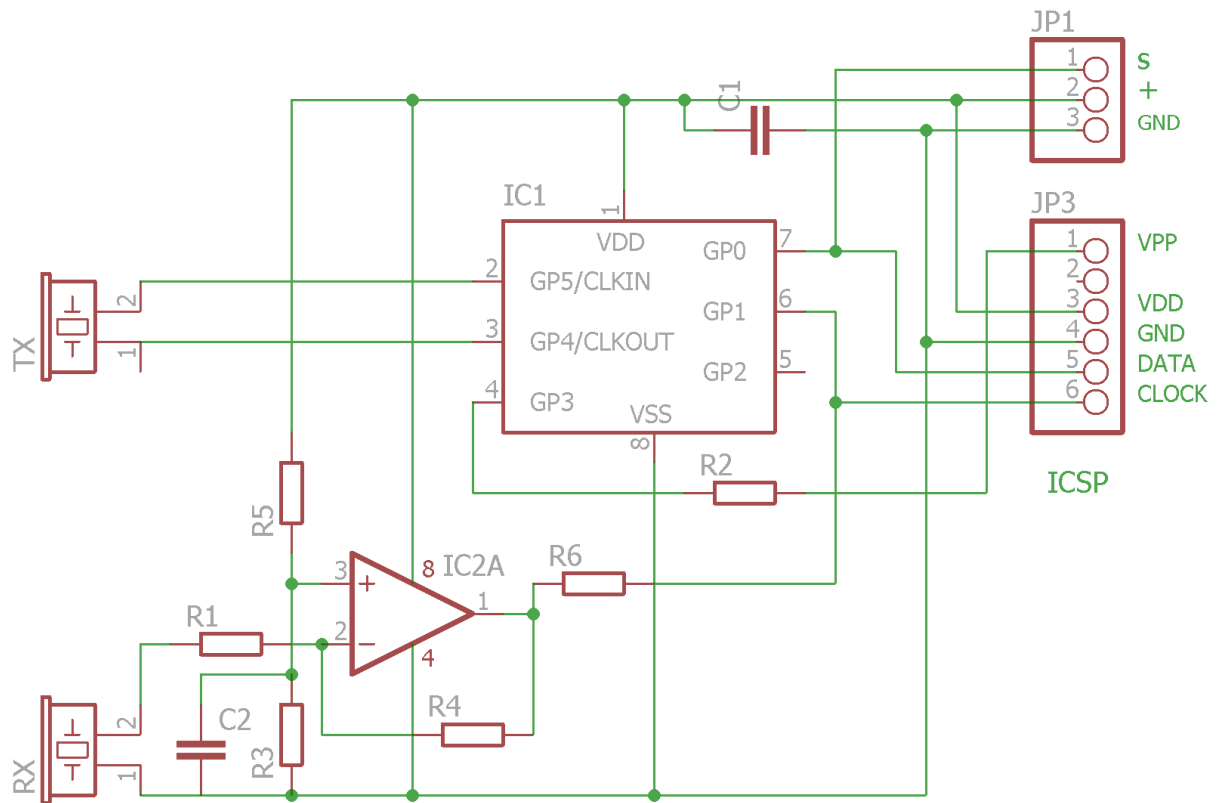 JP1
1
S
2
+
3
GND
C1
IC1
1
VDD
JP3
1
VPP
2
3
VDD
4
GND
5
DATA
6
CLOCK
ICSP
2
GP5/CLKIN
3
GP4/CLKOUT
4
GP3
VSS
8
GP0
7
GP1
6
GP2
5
TX
2
1
R2
R5
3
+
8
IC2A
1
R6
R1
2
−
4
R4
C2
R3
RX
2
1